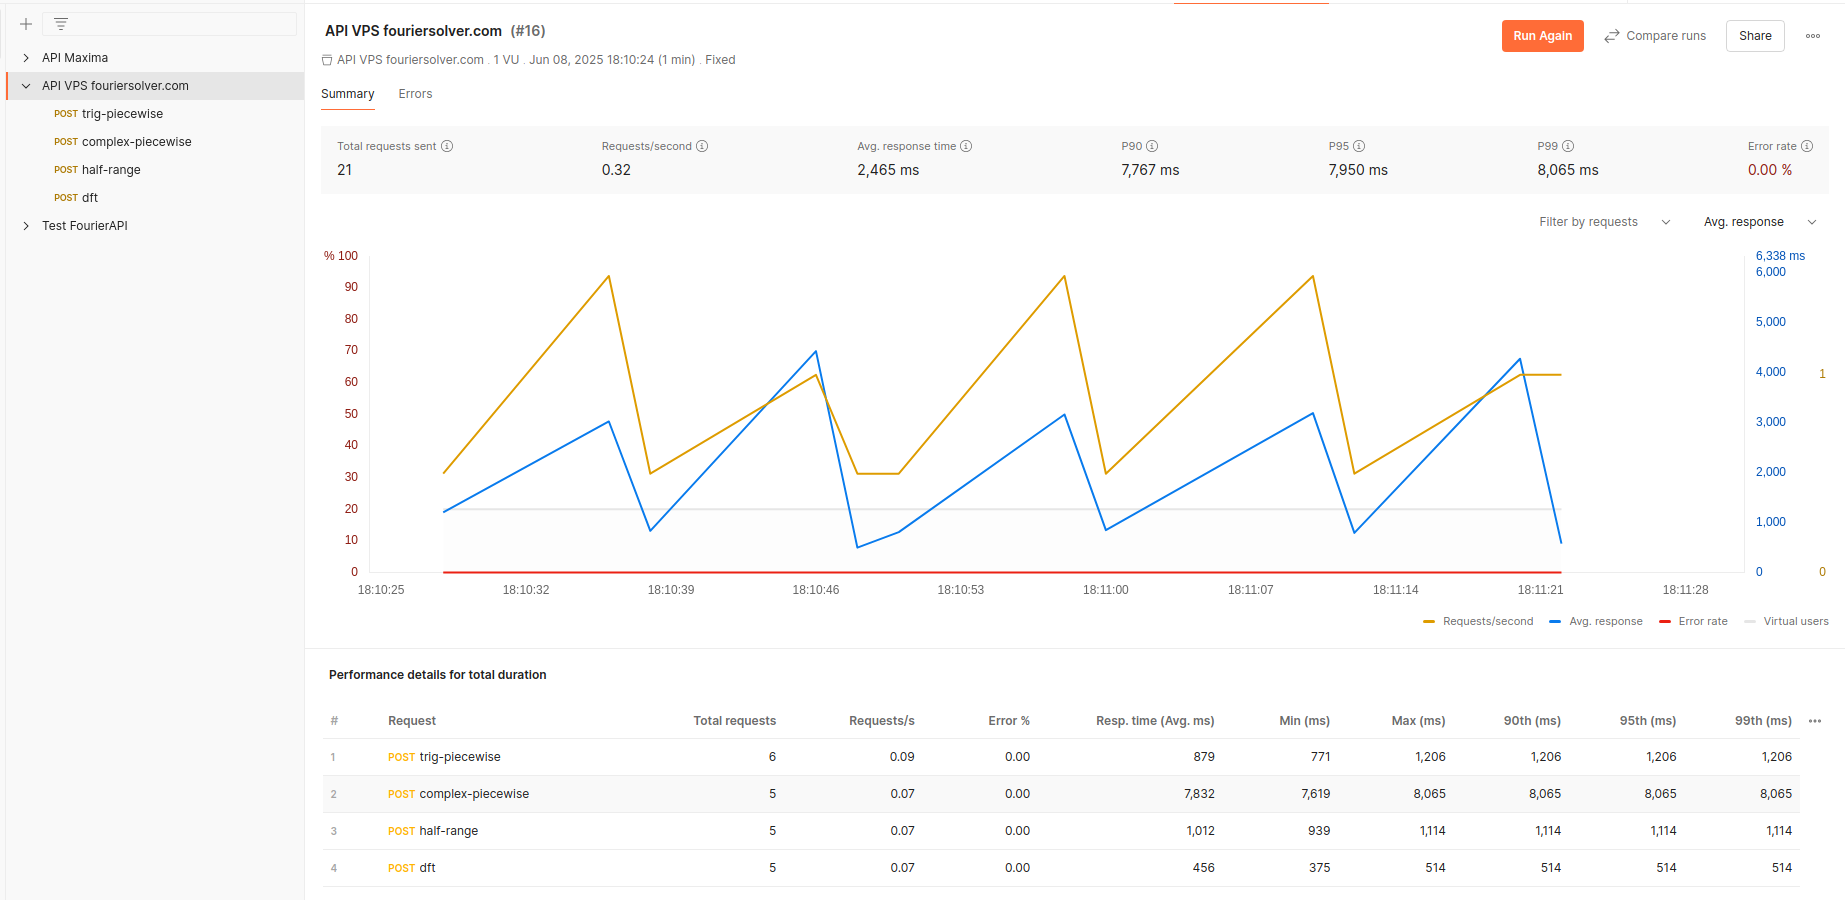 API Maxima
API VPS fouriersolver.com
POST trig-piecewise
POST complex-piecewise
POST half-range
POST dft
Test FourierAPI
API VPS fouriersolver.com (#16)
Run Again
Compare runs
Share
API VPS fouriersolver.com . 1 VU . Jun 08, 2025 18:10:24 (1 min) . Fixed
Summary Errors
Total requests sent Requests/second Avg. response time P90 P95 P99 Error rate
21 0.32 2,465 ms 7,767 ms 7,950 ms 8,065 ms 0.00 %
Filter by requests Avg. response
% 100
90
80
70
60
50
40
30
20
10
0
6,338 ms
6,000
5,000
4,000
3,000
2,000
1,000
0
1
0
18:10:25 18:10:32 18:10:39 18:10:46 18:10:53 18:11:00 18:11:07 18:11:14 18:11:21 18:11:28
Requests/second Avg. response Error rate Virtual users
Performance details for total duration
# Request Total requests Requests/s Error % Resp. time (Avg. ms) Min (ms) Max (ms) 90th (ms) 95th (ms) 99th (ms)
1 POST trig-piecewise 6 0.09 0.00 879 771 1,206 1,206 1,206 1,206
2 POST complex-piecewise 5 0.07 0.00 7,832 7,619 8,065 8,065 8,065 8,065
3 POST half-range 5 0.07 0.00 1,012 939 1,114 1,114 1,114 1,114
4 POST dft 5 0.07 0.00 456 375 514 514 514 514